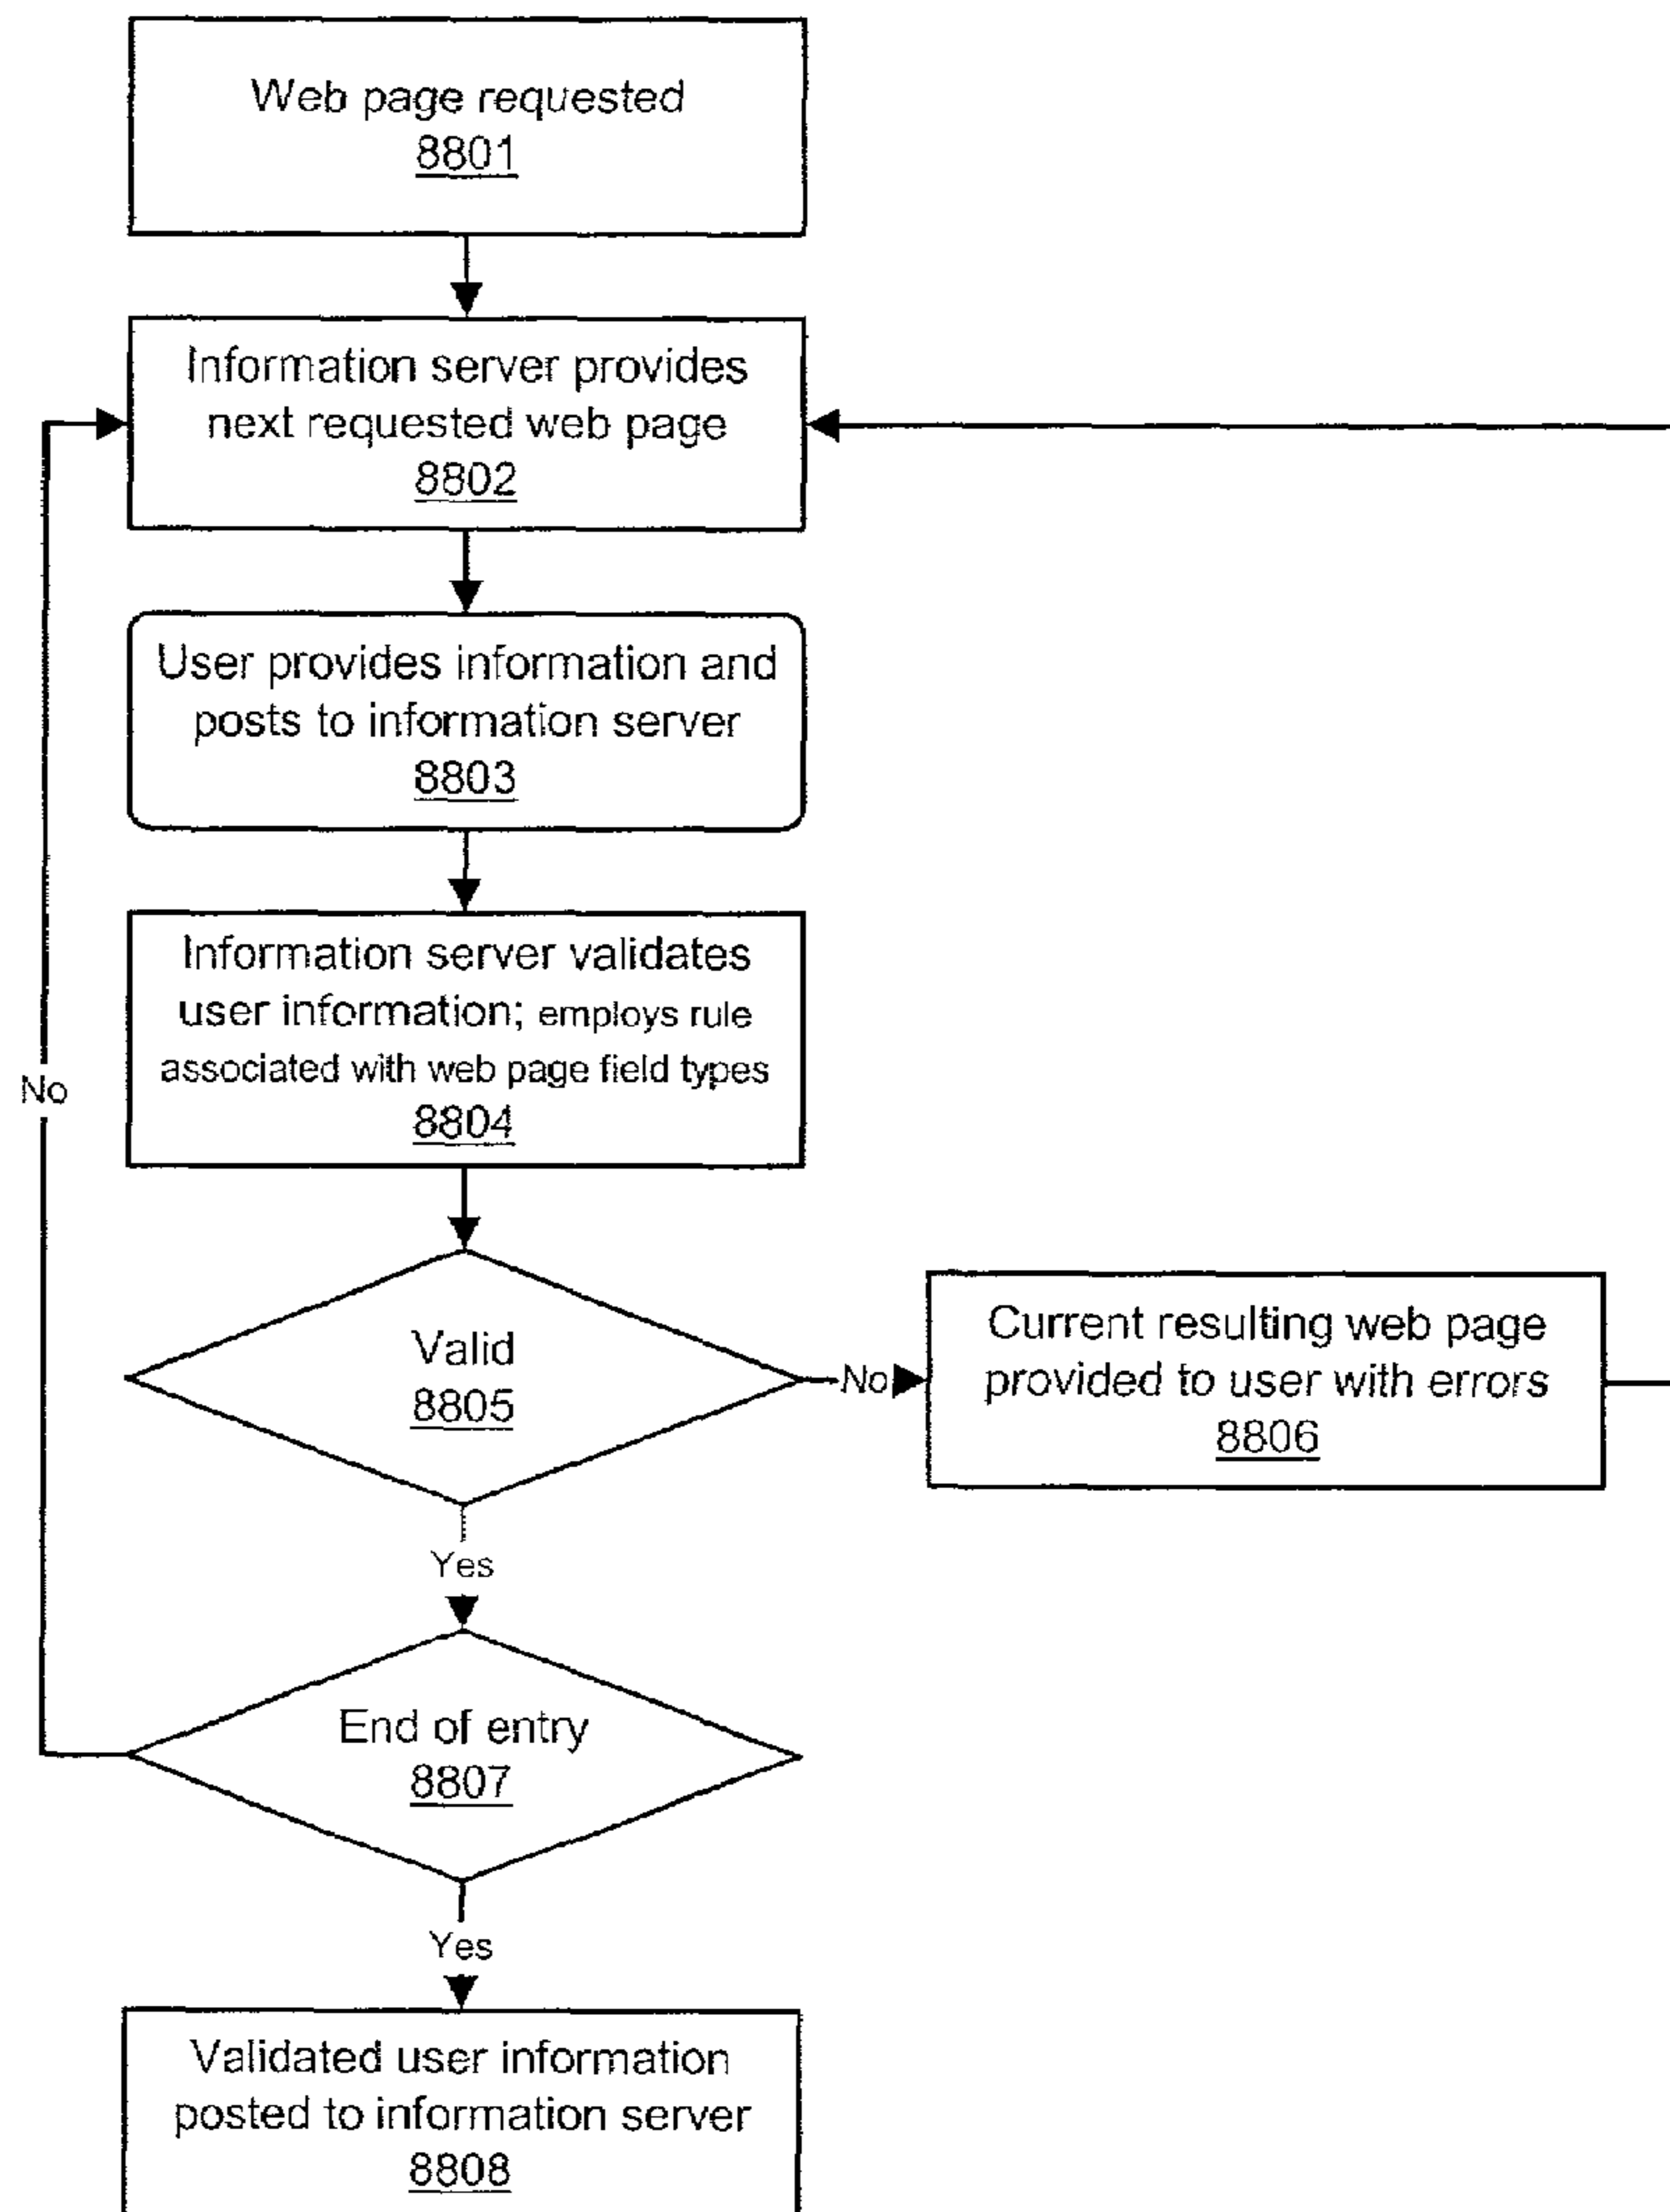 Web page requested
8801
Information server provides
next requested web page
8802
User provides information and
posts to information server
8803
Information server validates
user information; employs rule
associated with web page field types
8804
No
Valid
8805
No
Current resulting web page
provided to user with errors
8806
Yes
End of entry
8807
Yes
Validated user information
posted to information server
8808